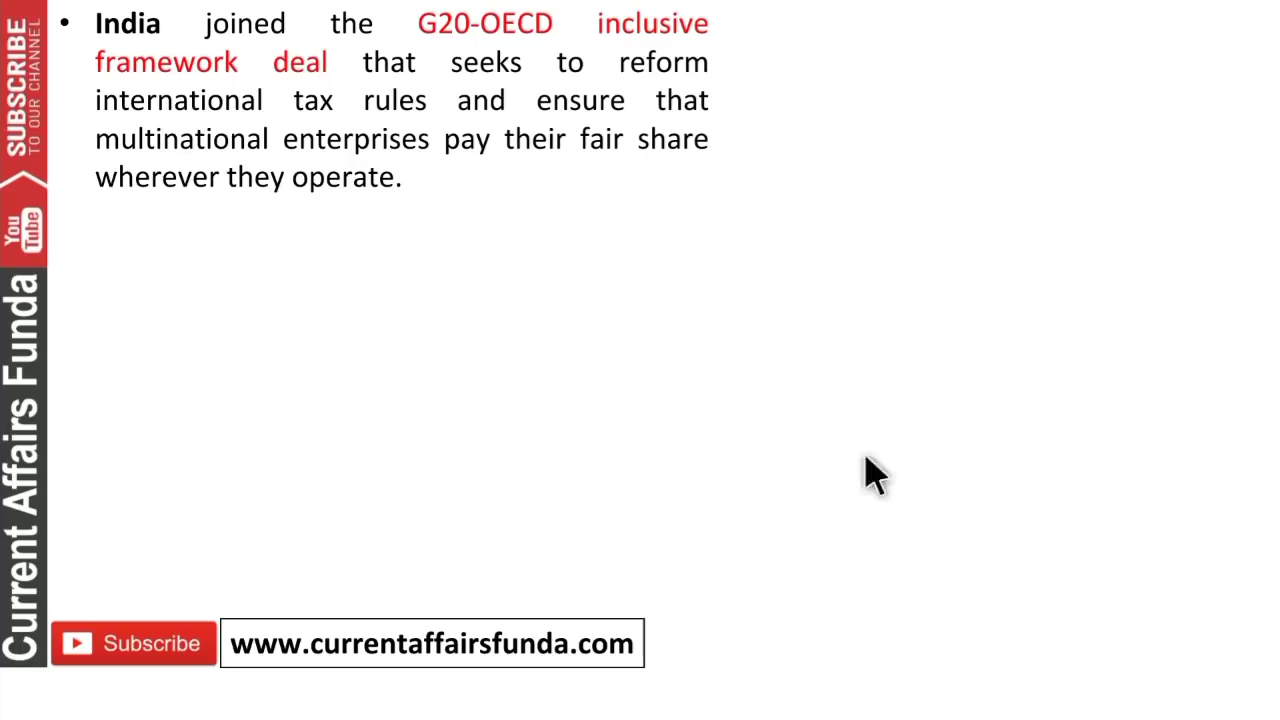 • India joined the G20-OECD inclusive
framework deal that seeks to reform
international tax rules and ensure that
multinational enterprises pay their fair share
wherever they operate.
SUBSCRIBE
TO OUR CHANNEL
You
Tube
Current Affairs Funda
Subscribe
www.currentaffairsfunda.com